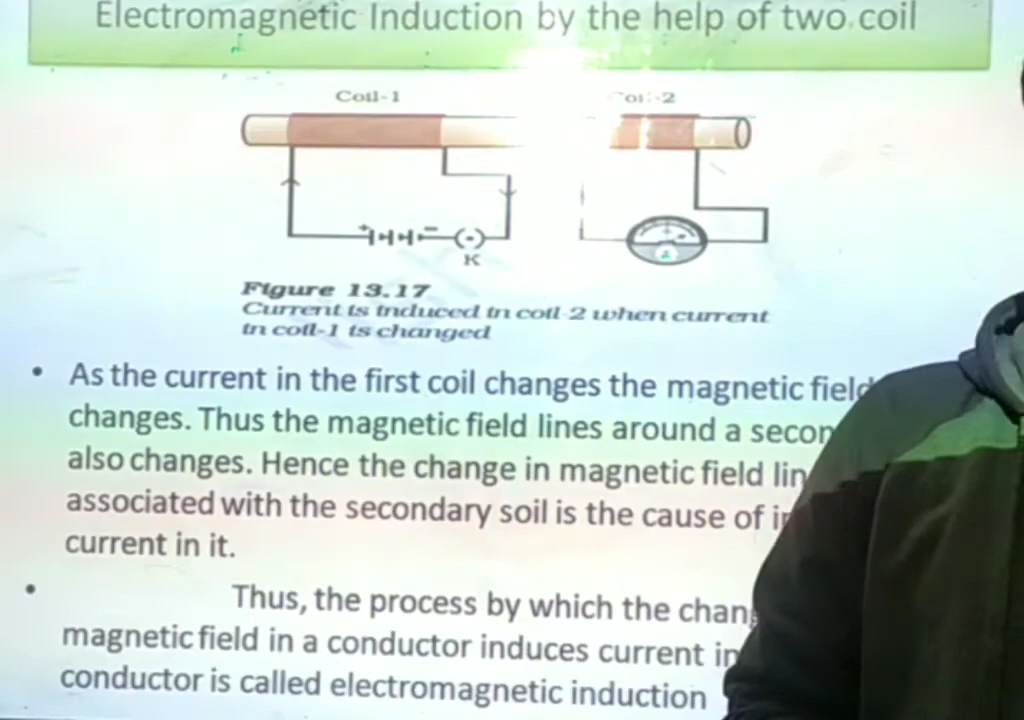 Electromagnetic Induction by the help of two coil
Coil-1
-2
K
Figure 13.17
Current is induced in coil 2 when current
in coil-1 is changed
• As the current in the first coil changes the magnetic field
changes. Thus the magnetic field lines around a
also changes. Hence the change in magnetic field
associated with the secondary soil is the cause of
current in it.
• Thus, the process by which the
magnetic field in a conductor induces current
conductor is called electromagnetic induction